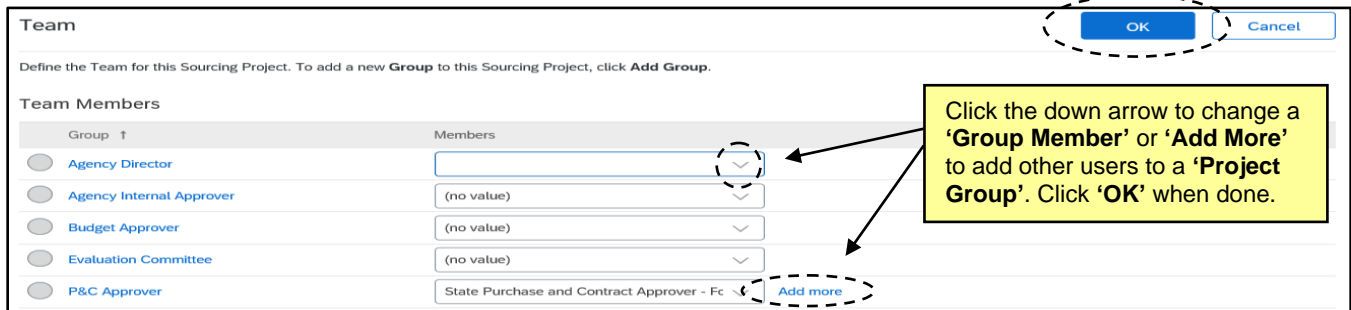 Team
OK
Cancel
Define the Team for this Sourcing Project. To add a new Group to this Sourcing Project, click Add Group.
Team Members
Group ↑
Members
Agency Director
Agency Internal Approver
(no value)
Budget Approver
(no value)
Evaluation Committee
(no value)
P&C Approver
State Purchase and Contract Approver - Fc
Add more
Click the down arrow to change a
‘Group Member’ or ‘Add More’
to add other users to a ‘Project
Group’. Click ‘OK’ when done.